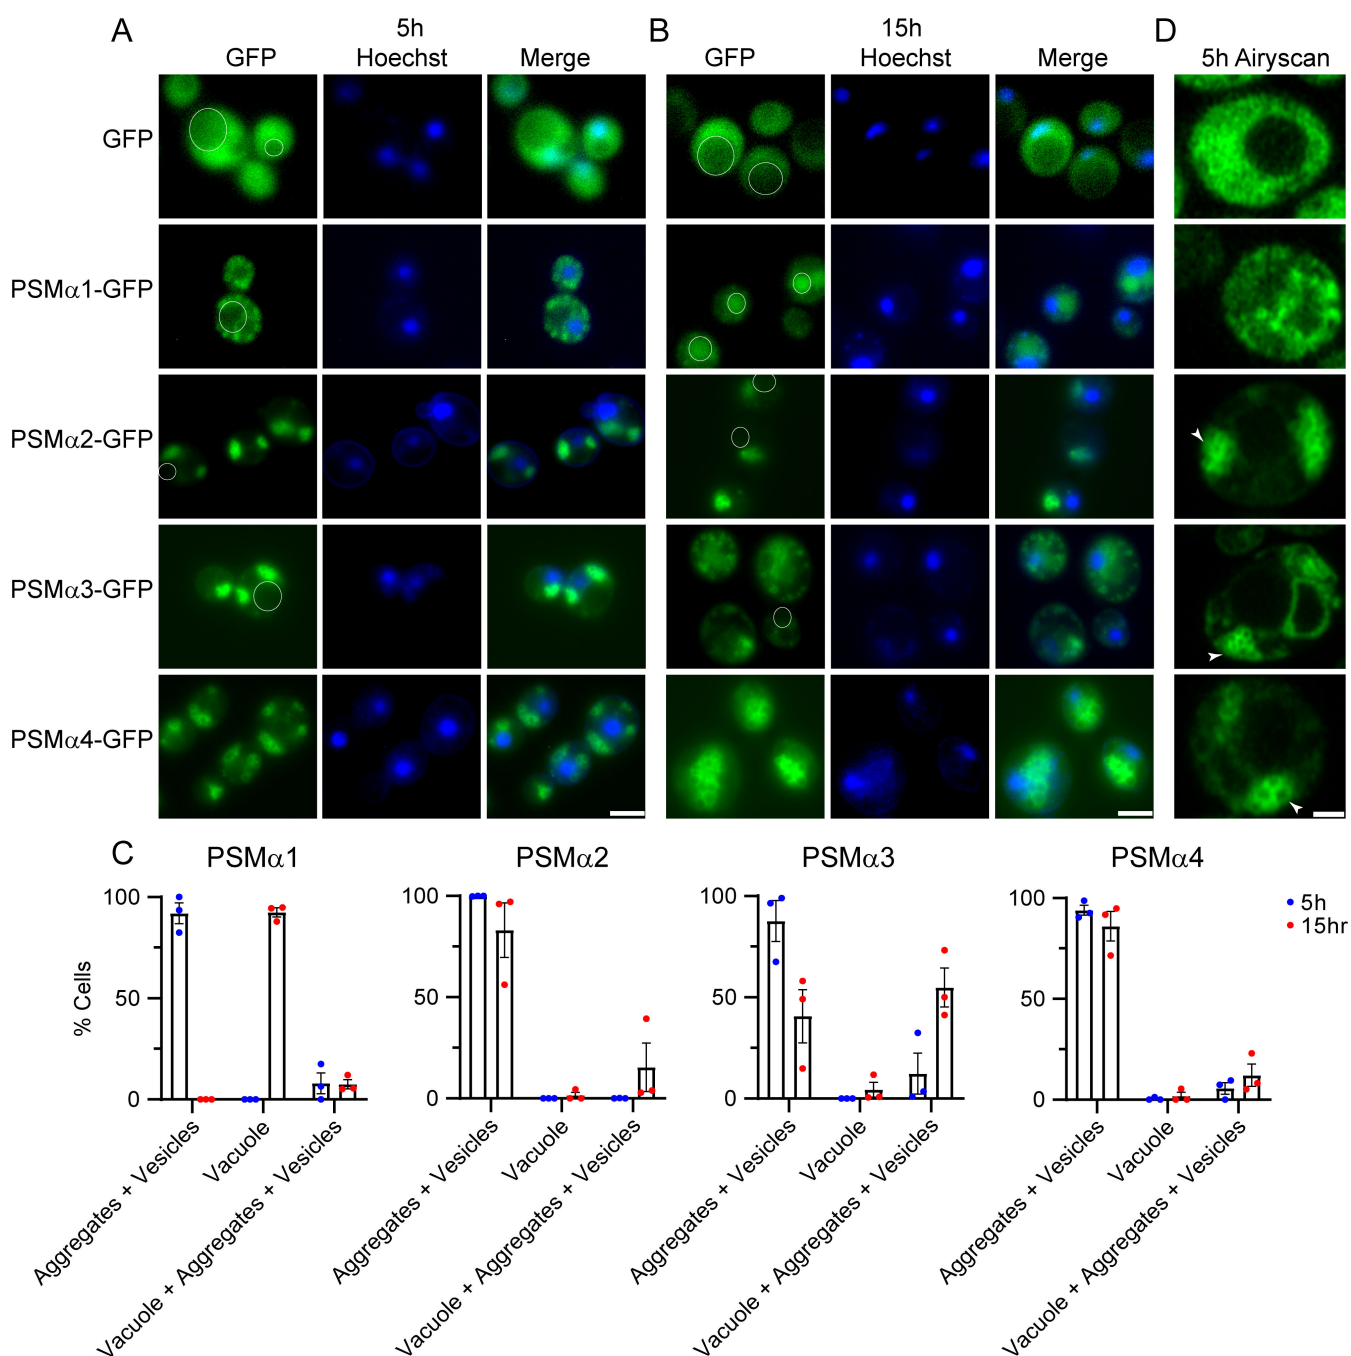 A
5h
B
15h
D
GFP
Hoechst
Merge
GFP
Hoechst
Merge
5h Airyscan
GFP
PSMα1-GFP
PSMα2-GFP
PSMα3-GFP
PSMα4-GFP
C
PSMα1
PSMα2
PSMα3
PSMα4
% Cells
100
50
0
100
50
0
100
50
0
100
50
0
5h
15hr
Aggregates + Vesicles
Vacuole
Vacuole + Aggregates + Vesicles
Aggregates + Vesicles
Vacuole
Vacuole + Aggregates + Vesicles
Aggregates + Vesicles
Vacuole
Vacuole + Aggregates + Vesicles
Aggregates + Vesicles
Vacuole
Vacuole + Aggregates + Vesicles